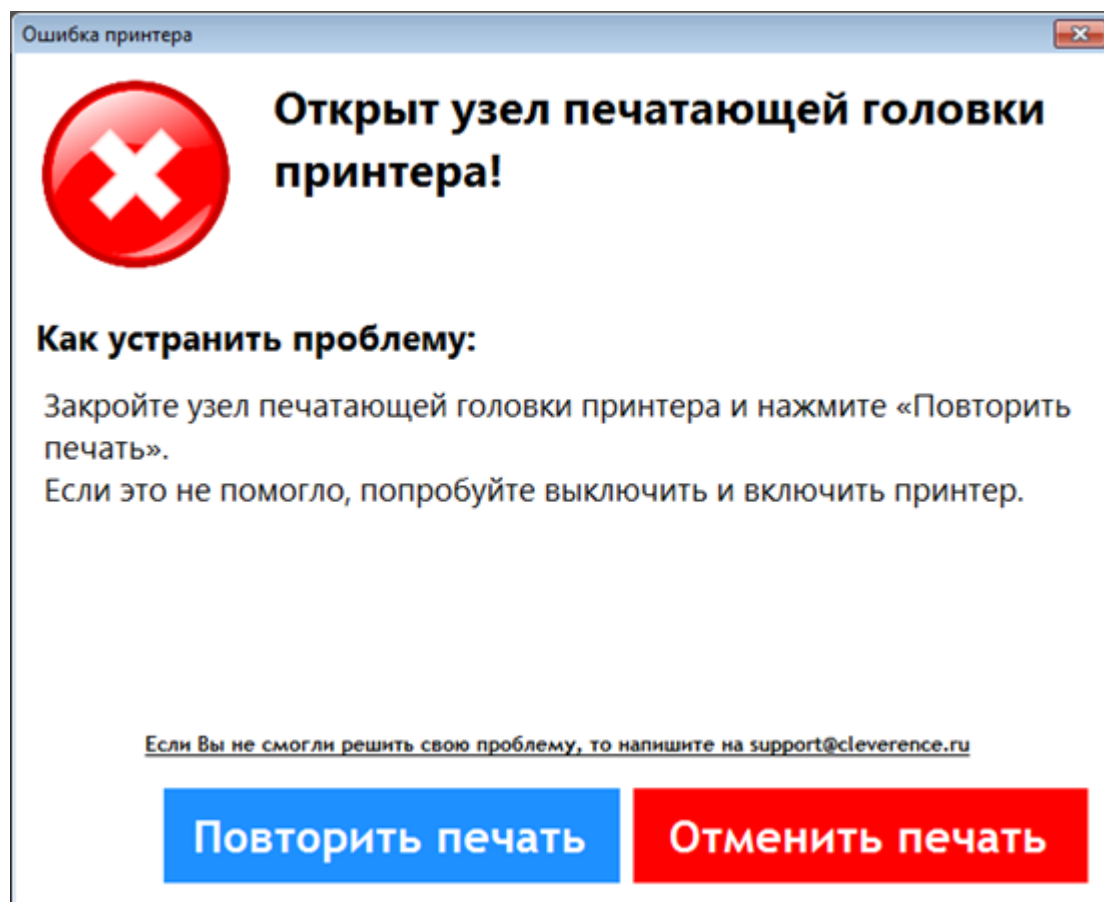 Ошибка принтера
Открыт узел печатающей головки
принтера!
Как устранить проблему:
Закройте узел печатающей головки принтера и нажмите «Повторить
печать».
Если это не помогло, попробуйте выключить и включить принтер.
Если Вы не смогли решить свою проблему, то напишите на support@cleverence.ru
Повторить печать
Отменить печать